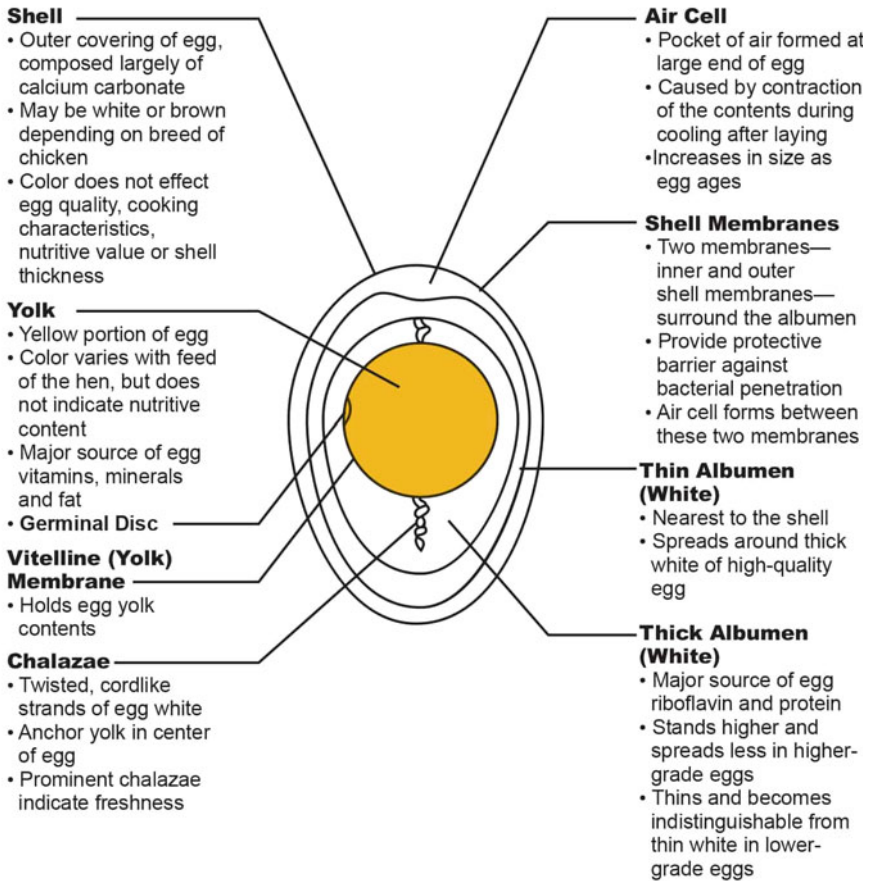 Shell
• Outer covering of egg,
composed largely of
calcium carbonate
• May be white or brown
depending on breed of
chicken
• Color does not effect
egg quality, cooking
characteristics,
nutritive value or shell
thickness
Yolk
• Yellow portion of egg
• Color varies with feed
of the hen, but does
not indicate nutritive
content
• Major source of egg
vitamins, minerals
and fat
• Germinal Disc
Vitelline (Yolk)
Membrane
• Holds egg yolk
contents
Chalazae
• Twisted, cordlike
strands of egg white
• Anchor yolk in center
of egg
• Prominent chalazae
indicate freshness
Air Cell
• Pocket of air formed at
large end of egg
• Caused by contraction
of the contents during
cooling after laying
•Increases in size as
egg ages
Shell Membranes
• Two membranes—
inner and outer
shell membranes—
surround the albumen
• Provide protective
barrier against
bacterial penetration
• Air cell forms between
these two membranes
Thin Albumen
(White)
• Nearest to the shell
• Spreads around thick
white of high-quality
egg
Thick Albumen
(White)
• Major source of egg
riboflavin and protein
• Stands higher and
spreads less in higher-
grade eggs
• Thins and becomes
indistinguishable from
thin white in lower-
grade eggs